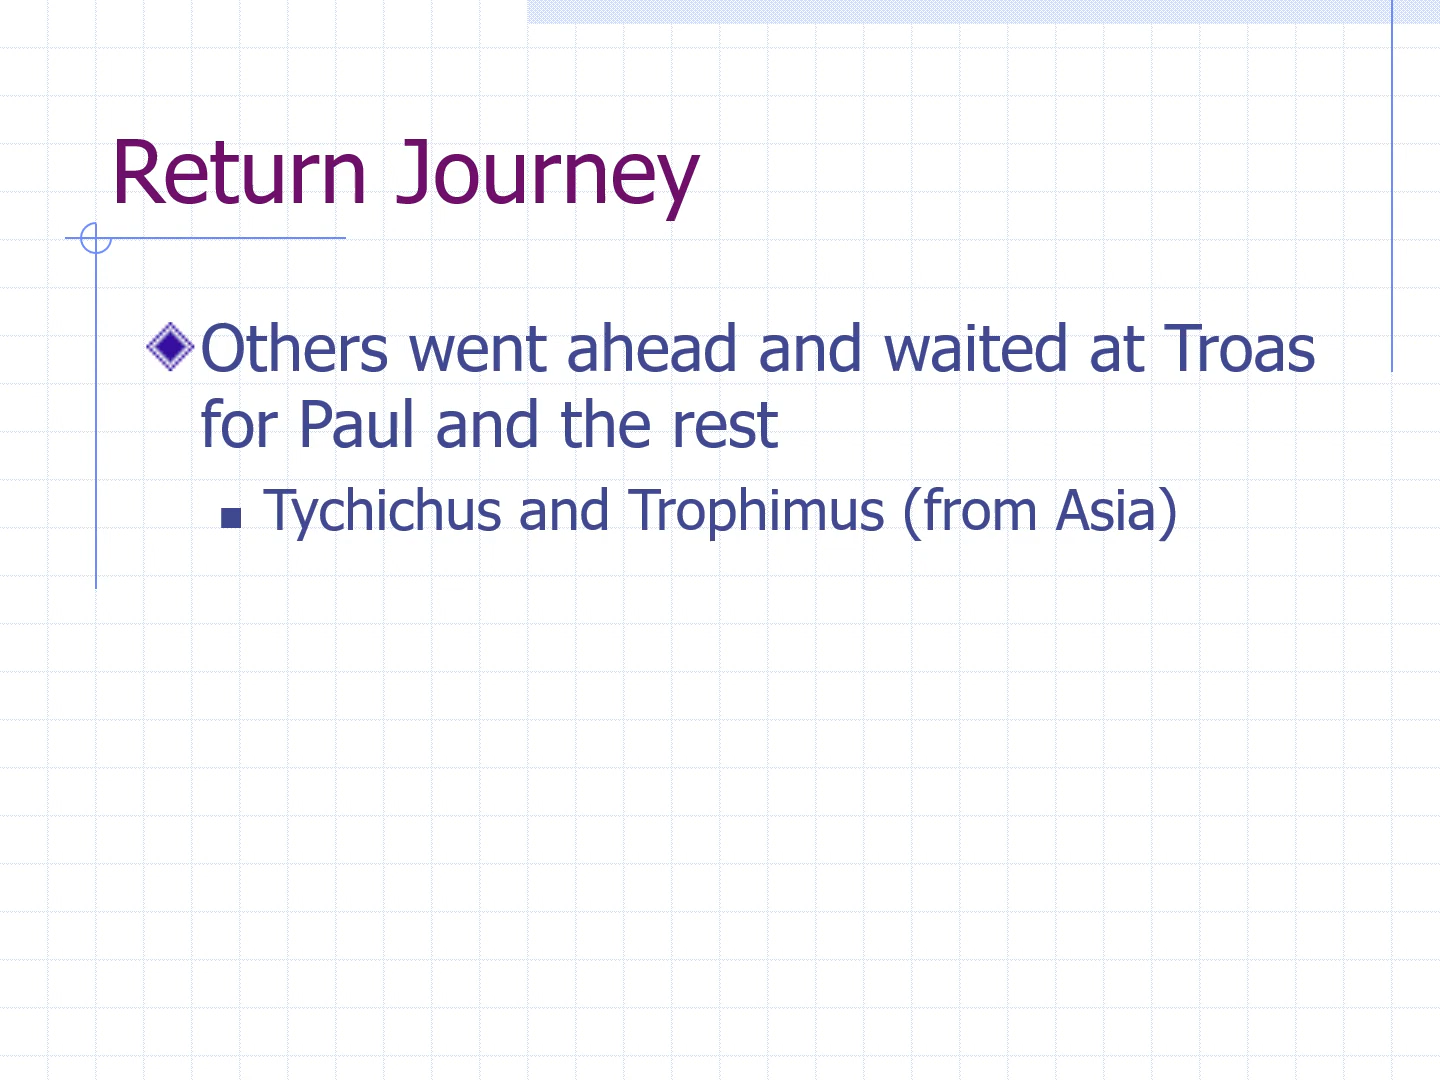 Return Journey
Others went ahead and waited at Troas
for Paul and the rest
Tychichus and Trophimus (from Asia)